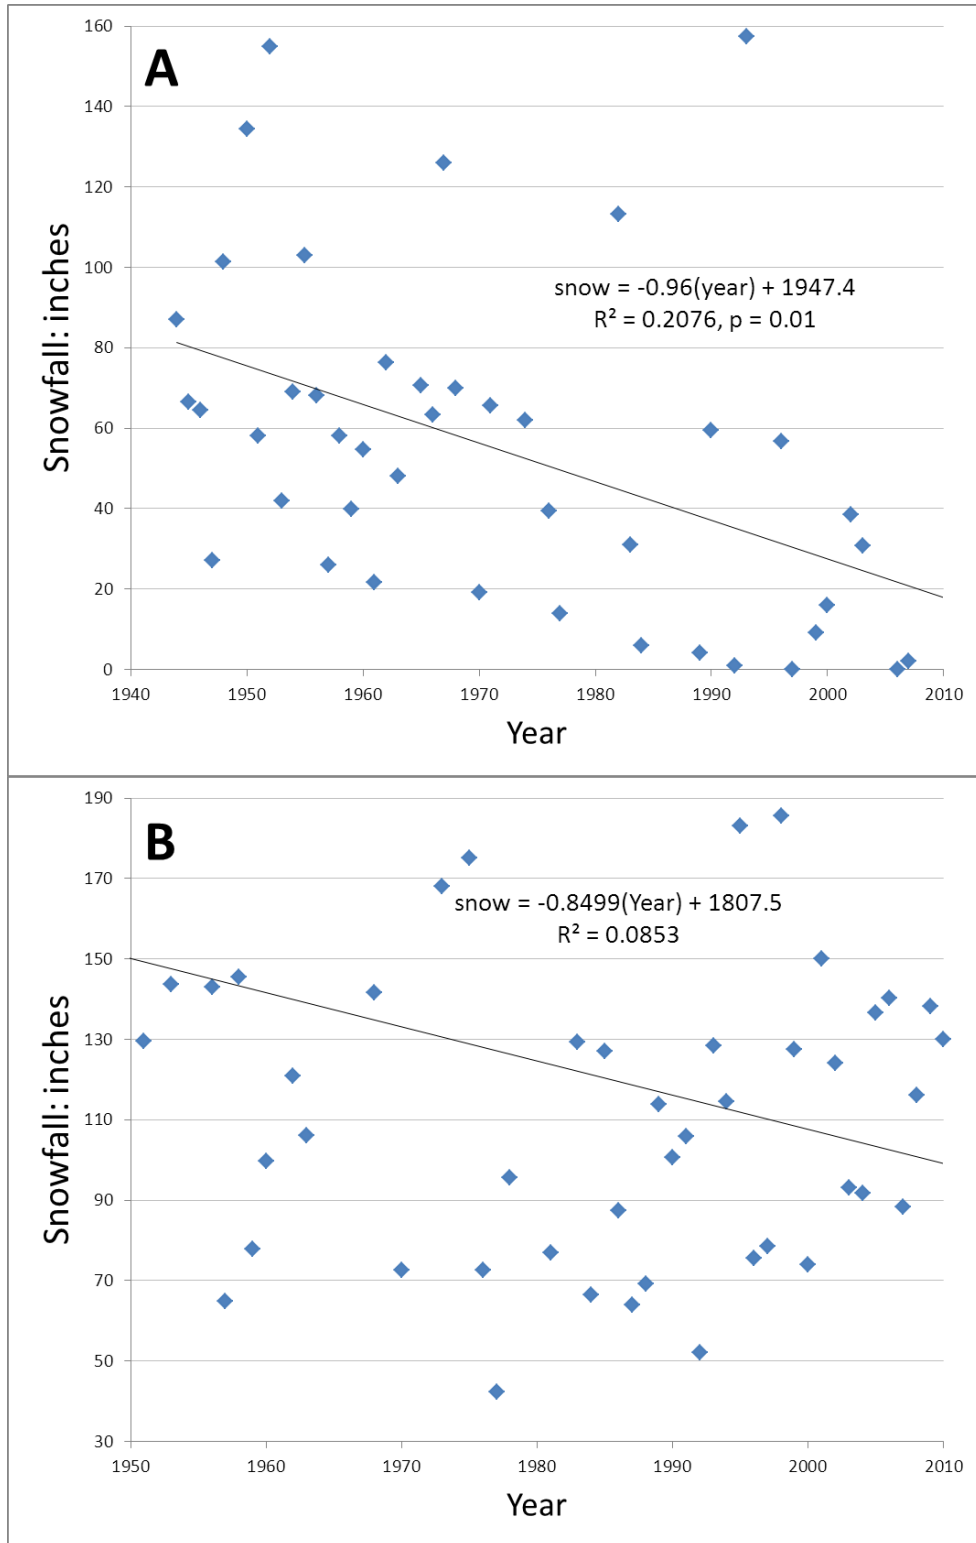 A
160
140
120
100
80
60
40
20
0
Snowfall: inches
snow = -0.96(year) + 1947.4
R² = 0.2076, p = 0.01
1940 1950 1960 1970 1980 1990 2000 2010
Year
B
190
170
150
130
110
90
70
50
30
Snowfall: inches
snow = -0.8499(Year) + 1807.5
R² = 0.0853
1950 1960 1970 1980 1990 2000 2010
Year